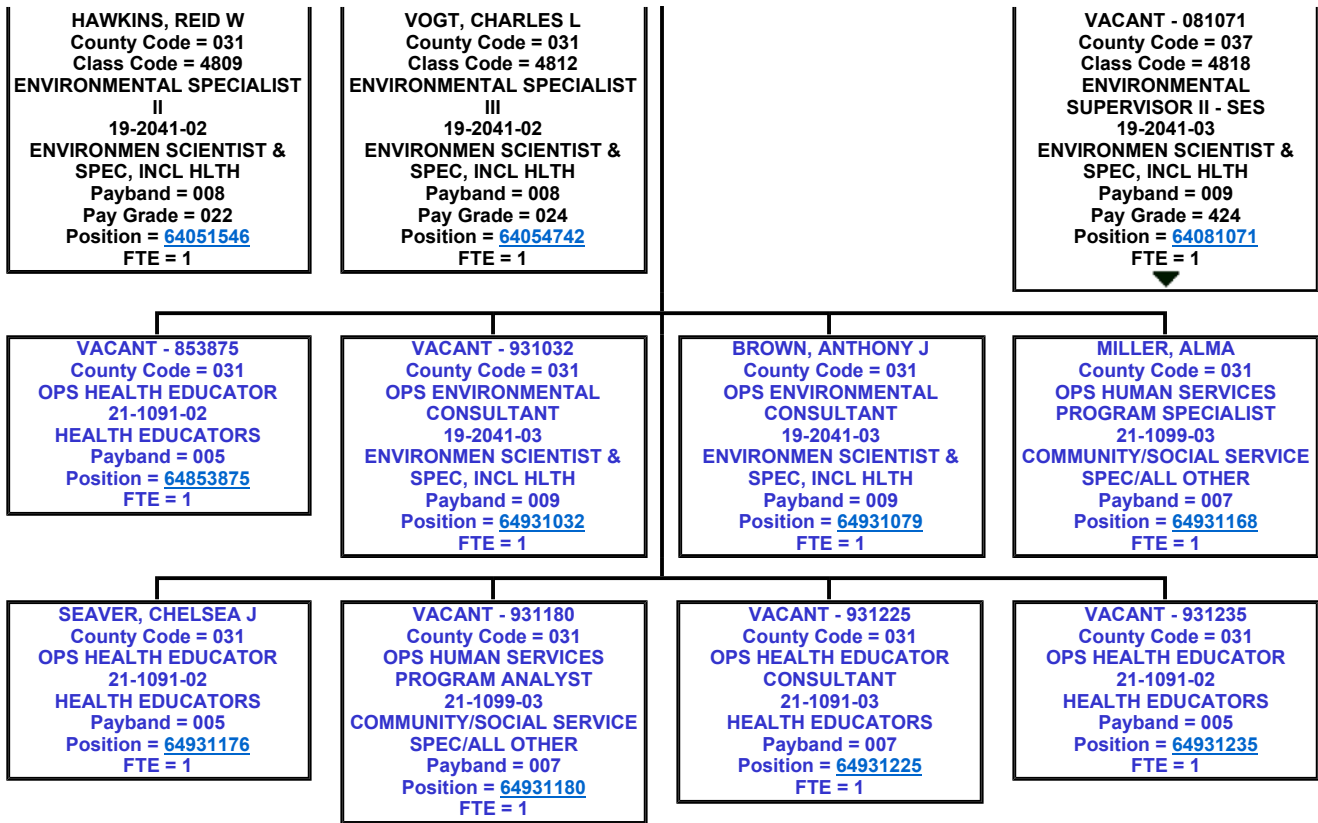 HAWKINS, REID W
County Code = 031
Class Code = 4809
ENVIRONMENTAL SPECIALIST
II
19-2041-02
ENVIRONMEN SCIENTIST &
SPEC, INCL HLTH
Payband = 008
Pay Grade = 022
Position = 64051546
FTE = 1
VOGT, CHARLES L
County Code = 031
Class Code = 4812
ENVIRONMENTAL SPECIALIST
III
19-2041-02
ENVIRONMEN SCIENTIST &
SPEC, INCL HLTH
Payband = 008
Pay Grade = 024
Position = 64054742
FTE = 1
VACANT - 081071
County Code = 037
Class Code = 4818
ENVIRONMENTAL
SUPERVISOR II - SES
19-2041-03
ENVIRONMEN SCIENTIST &
SPEC, INCL HLTH
Payband = 009
Pay Grade = 424
Position = 64081071
FTE = 1
VACANT - 853875
County Code = 031
OPS HEALTH EDUCATOR
21-1091-02
HEALTH EDUCATORS
Payband = 005
Position = 64853875
FTE = 1
VACANT - 931032
County Code = 031
OPS ENVIRONMENTAL
CONSULTANT
19-2041-03
ENVIRONMEN SCIENTIST &
SPEC, INCL HLTH
Payband = 009
Position = 64931032
FTE = 1
BROWN, ANTHONY J
County Code = 031
OPS ENVIRONMENTAL
CONSULTANT
19-2041-03
ENVIRONMEN SCIENTIST &
SPEC, INCL HLTH
Payband = 009
Position = 64931079
FTE = 1
MILLER, ALMA
County Code = 031
OPS HUMAN SERVICES
PROGRAM SPECIALIST
21-1099-03
COMMUNITY/SOCIAL SERVICE
SPEC/ALL OTHER
Payband = 007
Position = 64931168
FTE = 1
SEAVER, CHELSEA J
County Code = 031
OPS HEALTH EDUCATOR
21-1091-02
HEALTH EDUCATORS
Payband = 005
Position = 64931176
FTE = 1
VACANT - 931180
County Code = 031
OPS HUMAN SERVICES
PROGRAM ANALYST
21-1099-03
COMMUNITY/SOCIAL SERVICE
SPEC/ALL OTHER
Payband = 007
Position = 64931180
FTE = 1
VACANT - 931225
County Code = 031
OPS HEALTH EDUCATOR
CONSULTANT
21-1091-03
HEALTH EDUCATORS
Payband = 007
Position = 64931225
FTE = 1
VACANT - 931235
County Code = 031
OPS HEALTH EDUCATOR
21-1091-02
HEALTH EDUCATORS
Payband = 005
Position = 64931235
FTE = 1